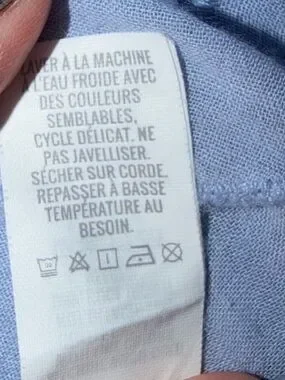 LAVER À LA MACHINE
À L'EAU FROIDE AVEC
DES COULEURS
SEMBLABLES,
CYCLE DÉLICAT. NE
PAS JAVELLISER.
SÉCHER SUR CORDE.
REPASSER À BASSE
TEMPÉRATURE AU
BESOIN.